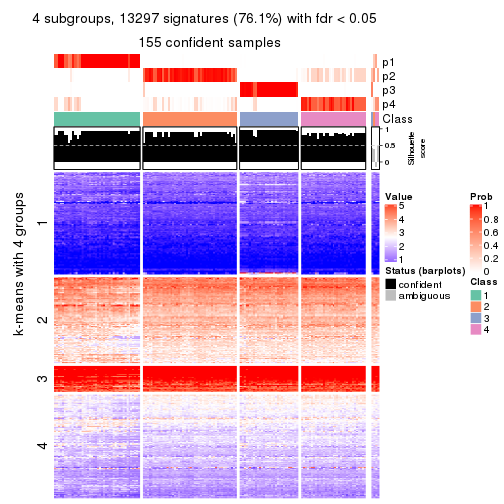 4 subgroups, 13297 signatures (76.1%) with fdr < 0.05
155 confident samples
p1
p2
p3
p4
Class
1
0.5
0
Silhouette
score
k-means with 4 groups
1
2
3
4
Value
5
4
3
2
1
Status (barplots)
confident
ambiguous
Prob
1
0.8
0.6
0.4
0.2
0
Class
1
2
3
4